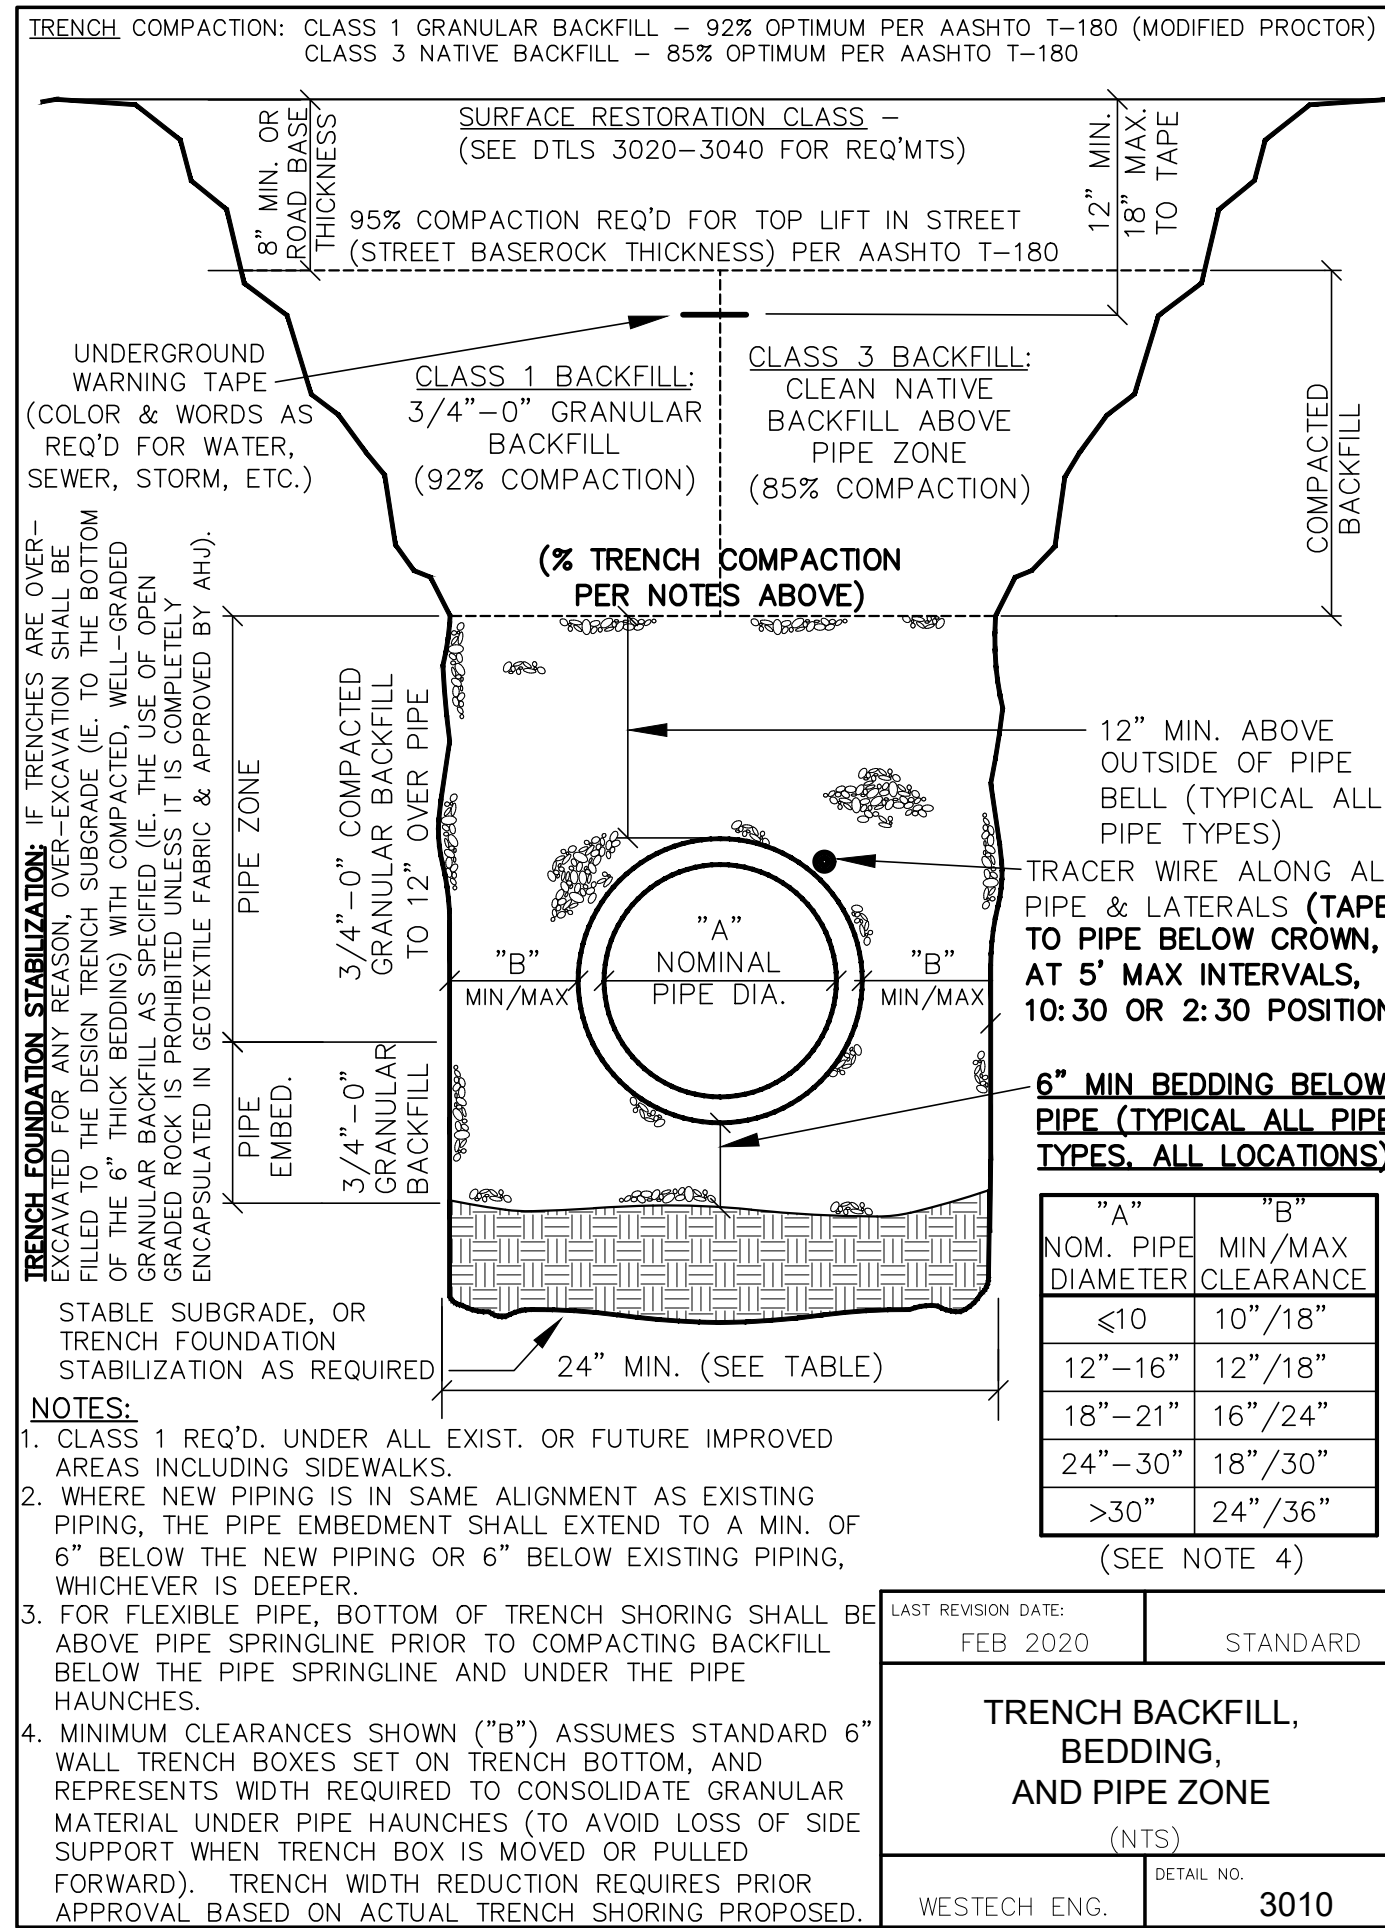 TRENCH COMPACTION: CLASS 1 GRANULAR BACKFILL – 92% OPTIMUM PER AASHTO T–180 (MODIFIED PROCTOR)
CLASS 3 NATIVE BACKFILL – 85% OPTIMUM PER AASHTO T–180
8" MIN. OR
ROAD BASE
THICKNESS
SURFACE RESTORATION CLASS –
(SEE DTLS 3020–3040 FOR REQ'MTS)
12" MIN.
18" MAX.
TO TAPE
95% COMPACTION REQ'D FOR TOP LIFT IN STREET
(STREET BASEROCK THICKNESS) PER AASHTO T–180
UNDERGROUND
WARNING TAPE
(COLOR & WORDS AS
REQ'D FOR WATER,
SEWER, STORM, ETC.)
CLASS 1 BACKFILL:
3/4"–0" GRANULAR
BACKFILL
(92% COMPACTION)
CLASS 3 BACKFILL:
CLEAN NATIVE
BACKFILL ABOVE
PIPE ZONE
(85% COMPACTION)
COMPACTED
BACKFILL
(% TRENCH COMPACTION
PER NOTES ABOVE)
TRENCH FOUNDATION STABILIZATION: IF TRENCHES ARE OVER–
EXCAVATED FOR ANY REASON, OVER–EXCAVATION SHALL BE
FILLED TO THE DESIGN TRENCH SUBGRADE (IE. TO THE BOTTOM
OF THE 6" THICK BEDDING) WITH COMPACTED, WELL–GRADED
GRANULAR BACKFILL AS SPECIFIED (IE. THE USE OF OPEN
GRADED ROCK IS PROHIBITED UNLESS IT IS COMPLETELY
ENCAPSULATED IN GEOTEXTILE FABRIC & APPROVED BY AHJ).
PIPE ZONE
3/4"–0" COMPACTED
GRANULAR BACKFILL
TO 12" OVER PIPE
PIPE
EMBED.
3/4"–0"
GRANULAR
BACKFILL
12" MIN. ABOVE
OUTSIDE OF PIPE
BELL (TYPICAL ALL
PIPE TYPES)
TRACER WIRE ALONG AL
PIPE & LATERALS (TAPE
TO PIPE BELOW CROWN,
AT 5' MAX INTERVALS,
10:30 OR 2:30 POSITION
"B"
MIN/MAX
"A"
NOMINAL
PIPE DIA.
"B"
MIN/MAX
6" MIN BEDDING BELOW
PIPE (TYPICAL ALL PIPE
TYPES, ALL LOCATIONS)
STABLE SUBGRADE, OR
TRENCH FOUNDATION
STABILIZATION AS REQUIRED
24" MIN. (SEE TABLE)
"A" "B"
NOM. PIPE MIN/MAX
DIAMETER CLEARANCE
⩽10 10"/18"
12"–16" 12"/18"
18"–21" 16"/24"
24"–30" 18"/30"
>30" 24"/36"
(SEE NOTE 4)
NOTES:
1. CLASS 1 REQ'D. UNDER ALL EXIST. OR FUTURE IMPROVED
AREAS INCLUDING SIDEWALKS.
2. WHERE NEW PIPING IS IN SAME ALIGNMENT AS EXISTING
PIPING, THE PIPE EMBEDMENT SHALL EXTEND TO A MIN. OF
6" BELOW THE NEW PIPING OR 6" BELOW EXISTING PIPING,
WHICHEVER IS DEEPER.
3. FOR FLEXIBLE PIPE, BOTTOM OF TRENCH SHORING SHALL BE
ABOVE PIPE SPRINGLINE PRIOR TO COMPACTING BACKFILL
BELOW THE PIPE SPRINGLINE AND UNDER THE PIPE
HAUNCHES.
4. MINIMUM CLEARANCES SHOWN ("B") ASSUMES STANDARD 6"
WALL TRENCH BOXES SET ON TRENCH BOTTOM, AND
REPRESENTS WIDTH REQUIRED TO CONSOLIDATE GRANULAR
MATERIAL UNDER PIPE HAUNCHES (TO AVOID LOSS OF SIDE
SUPPORT WHEN TRENCH BOX IS MOVED OR PULLED
FORWARD). TRENCH WIDTH REDUCTION REQUIRES PRIOR
APPROVAL BASED ON ACTUAL TRENCH SHORING PROPOSED.
LAST REVISION DATE:
FEB 2020
STANDARD
TRENCH BACKFILL,
BEDDING,
AND PIPE ZONE
(NTS)
WESTECH ENG.
DETAIL NO.
3010